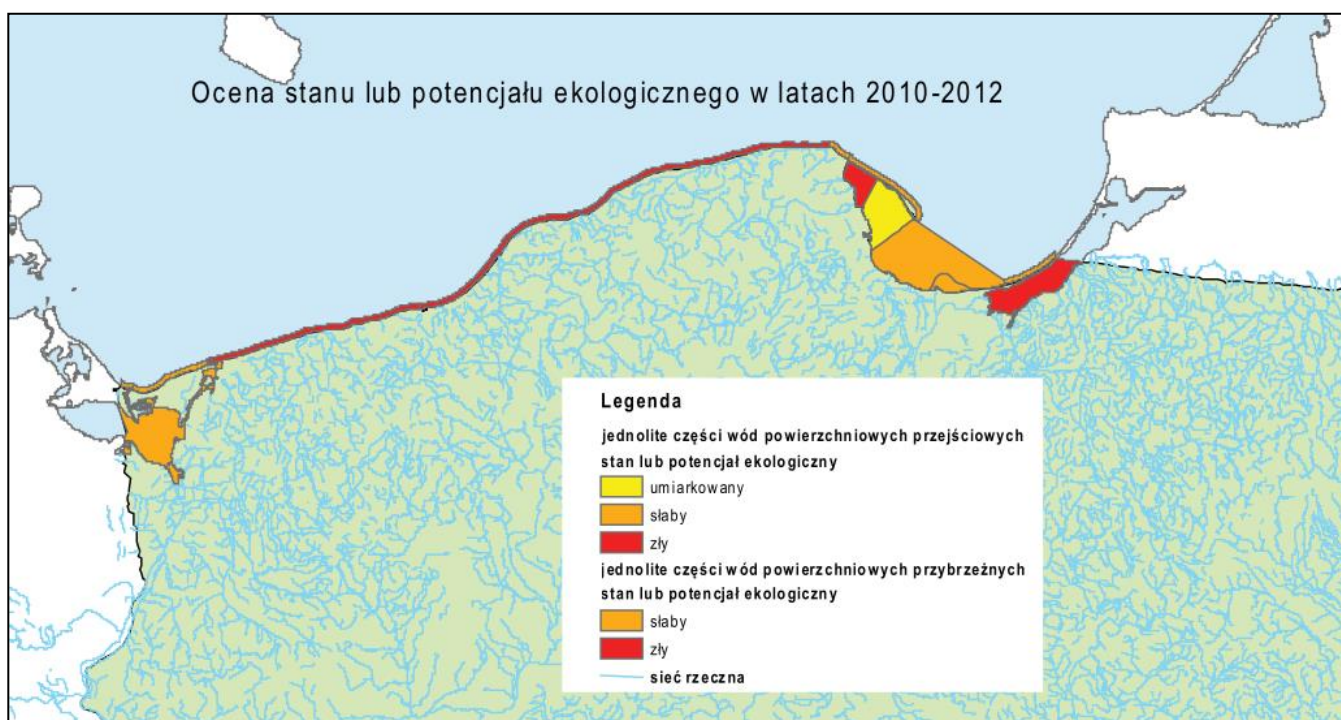 Ocena stanu lub potencjału ekologicznego w latach 2010-2012
Legenda
jednolite części wód powierzchniowych przejściowych
stan lub potencjał ekologiczny
umiarkowany
słaby
zły
jednolite części wód powierzchniowych przybrzeżnych
stan lub potencjał ekologiczny
słaby
zły
sieć rzeczna